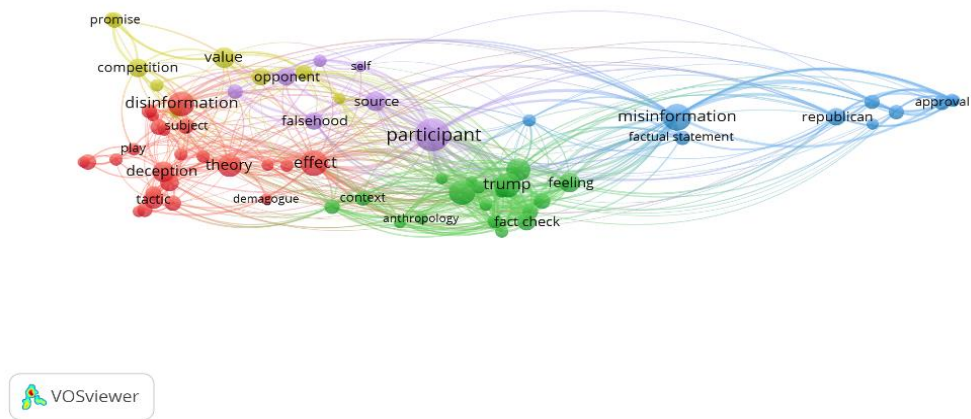 promise
value
competition
self
opponent
disinformation
source
approval
misinformation
republican
falsehood
subject
participant
factual statement
play
effect
theory
deception
trump
feeling
tactic
demagogue
context
anthropology
fact check
VOSviewer